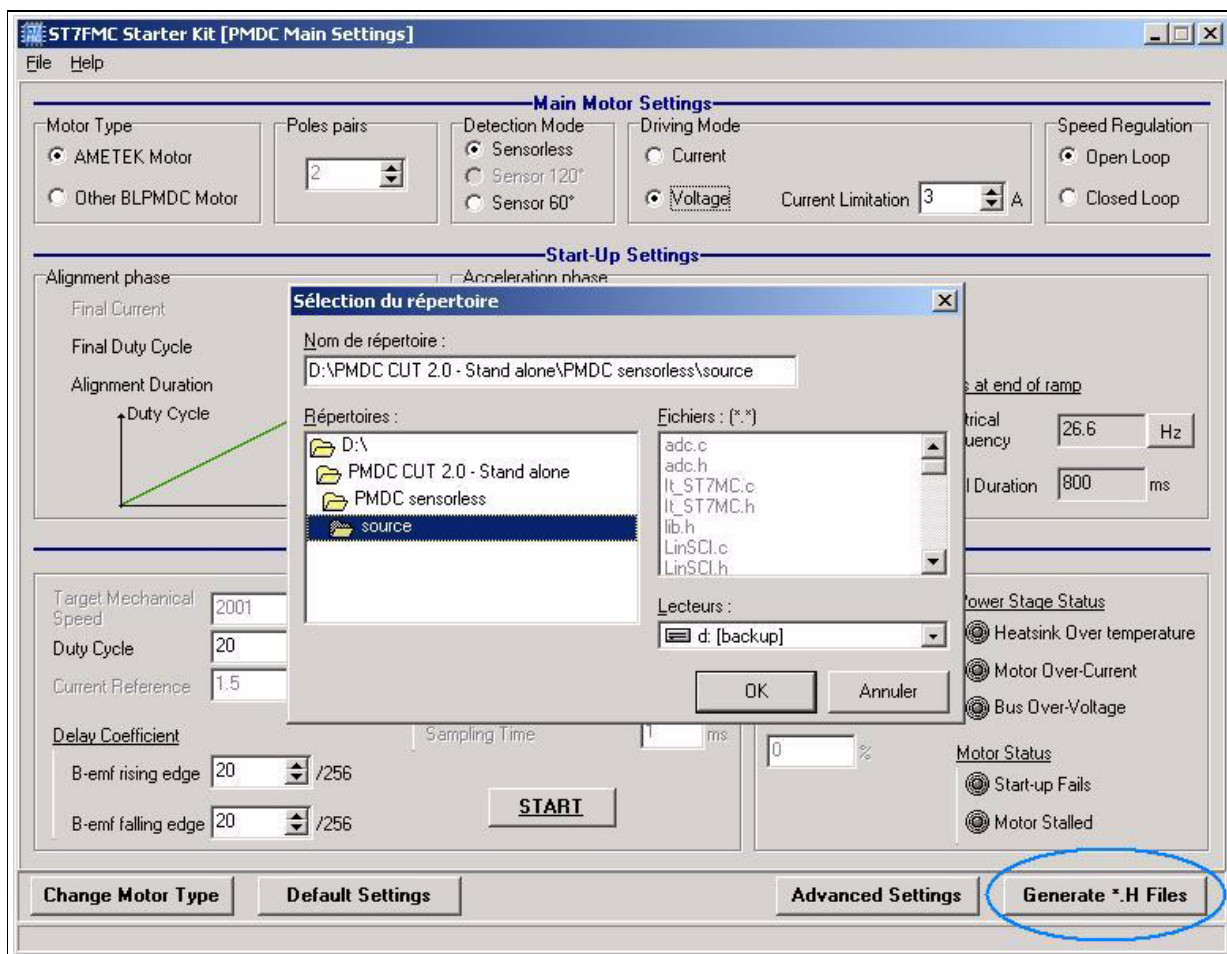 ST7FMC Starter Kit [PMDC Main Settings]
File Help
Main Motor Settings
Motor Type
AMETEK Motor
Other BLPMDC Motor
Poles pairs
2
Detection Mode
Sensorless
Sensor 120°
Sensor 60°
Driving Mode
Current
Voltage
Current Limitation 3 A
Speed Regulation
Open Loop
Closed Loop
Start-Up Settings
Alignment phase
Final Current
Final Duty Cycle
Alignment Duration
Duty Cycle
Acceleration phase
at end of ramp
26.6 Hz
Duration 800 ms
Sélection du répertoire
Nom de répertoire :
D:\PMDC CUT 2.0 - Stand alone\PMDC sensorless\source
Répertoires :
D:\
PMDC CUT 2.0 - Stand alone
PMDC sensorless
source
Fichiers : (*.*)
adc.c
adc.h
lt_ST7MC.c
lt_ST7MC.h
lib.h
LinSCI.c
LinSCI.h
Lecteurs :
d: [backup]
OK Annuler
Target Mechanical
Speed
2001
Duty Cycle 20
Current Reference 1.5
Delay Coefficient
B-emf rising edge 20 /256
B-emf falling edge 20 /256
Sampling Time 1 ms
START
0 %
Power Stage Status
Heatsink Over temperature
Motor Over-Current
Bus Over-Voltage
Motor Status
Start-up Fails
Motor Stalled
Change Motor Type Default Settings Advanced Settings Generate *.H Files